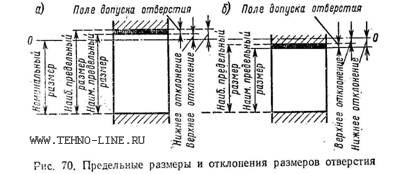 а) Поле допуска отверстия б) Поле допуска отверстия
0
0
Номинальный размер
Наиб. предельный размер
Наим. предельный размер
Нижнее отклонение
Верхнее отклонение
Наиб. предельный размер
Наим. предельный размер
Верхнее отклонение
Нижнее отклонение
WWW.TEHNO-LINE.RU
Рис. 70. Предельные размеры и отклонения размеров отверстия